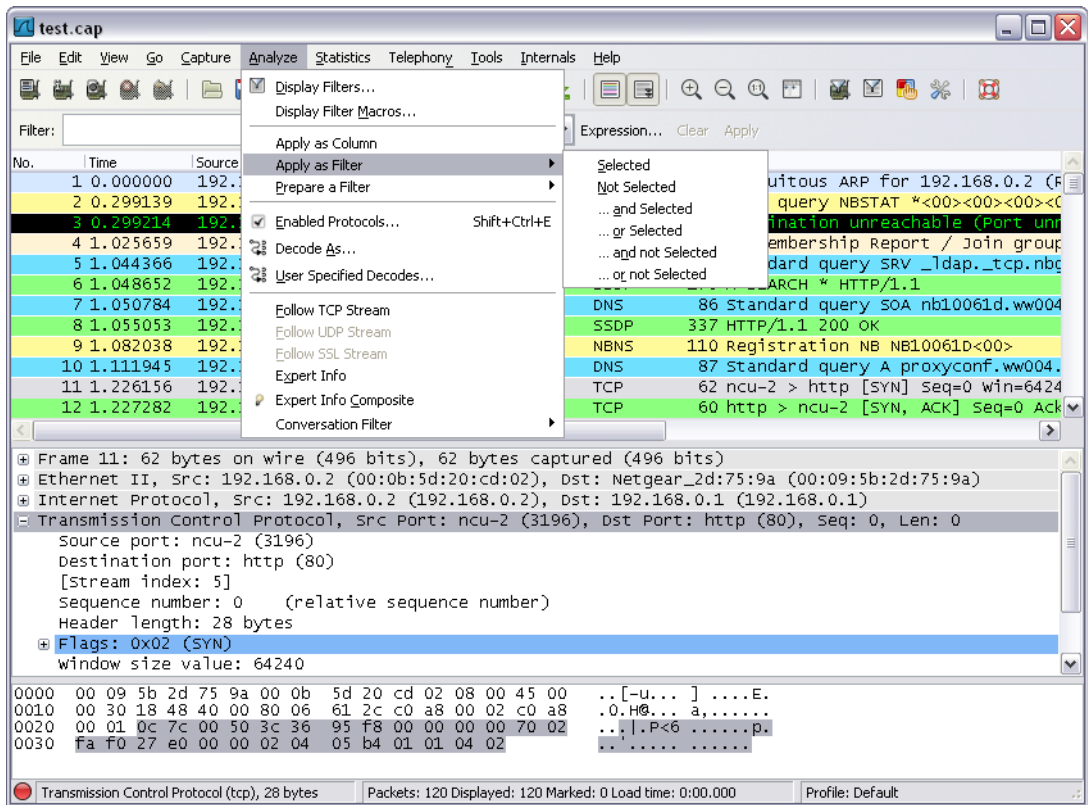 test.cap
File Edit View Go Capture Analyze Statistics Telephony Tools Internals Help
Filter: Expression... Clear Apply
Display Filters...
Display Filter Macros...
Apply as Column
Apply as Filter
Prepare a Filter
Enabled Protocols... Shift+Ctrl+E
Decode As...
User Specified Decodes...
Follow TCP Stream
Follow UDP Stream
Follow SSL Stream
Expert Info
Expert Info Composite
Conversation Filter
Selected
Not Selected
... and Selected
... or Selected
... and not Selected
... or not Selected
No. Time Source
1 0.000000 192. uitous ARP for 192.168.0.2 (R
2 0.299139 192. query NBSTAT *<00><00><00><0
3 0.299214 192. ination unreachable (Port unr
4 1.025659 192. embership Report / Join group
5 1.044366 192. dard query SRV _ldap._tcp.nbg
6 1.048652 192. SEARCH * HTTP/1.1
7 1.050784 192. DNS 86 Standard query SOA nb10061d.ww004
8 1.055053 192. SSDP 337 HTTP/1.1 200 OK
9 1.082038 192. NBNS 110 Registration NB NB10061D<00>
10 1.111945 192. DNS 87 Standard query A proxyconf.ww004.
11 1.226156 192. TCP 62 ncu-2 > http [SYN] Seq=0 Win=6424
12 1.227282 192. TCP 60 http > ncu-2 [SYN, ACK] Seq=0 Ack
Frame 11: 62 bytes on wire (496 bits), 62 bytes captured (496 bits)
Ethernet II, Src: 192.168.0.2 (00:0b:5d:20:cd:02), Dst: Netgear_2d:75:9a (00:09:5b:2d:75:9a)
Internet Protocol, Src: 192.168.0.2 (192.168.0.2), Dst: 192.168.0.1 (192.168.0.1)
Transmission Control Protocol, Src Port: ncu-2 (3196), Dst Port: http (80), Seq: 0, Len: 0
Source port: ncu-2 (3196)
Destination port: http (80)
[Stream index: 5]
Sequence number: 0 (relative sequence number)
Header length: 28 bytes
Flags: 0x02 (SYN)
Window size value: 64240
0000 00 09 5b 2d 75 9a 00 0b 5d 20 cd 02 08 00 45 00 ..[-u... ] ....E.
0010 00 30 18 48 40 00 80 06 61 2c c0 a8 00 02 c0 a8 .0.H@... a,......
0020 00 01 0c 7c 00 50 3c 36 95 f8 00 00 00 00 70 02 ...|.P<6 ......p.
0030 fa f0 27 e0 00 00 02 04 05 b4 01 01 04 02 ..'..... ......
Transmission Control Protocol (tcp), 28 bytes Packets: 120 Displayed: 120 Marked: 0 Load time: 0:00.000 Profile: Default